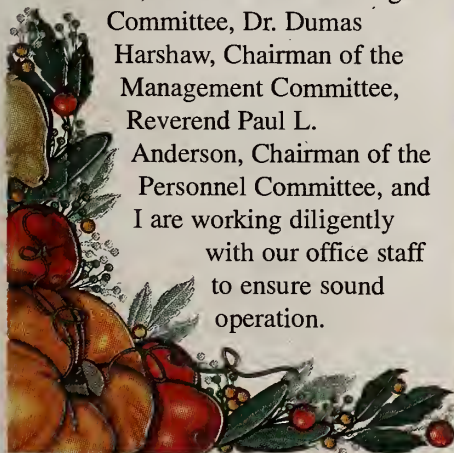 Committee, Dr. Dumas
Harshaw, Chairman of the
Management Committee,
Reverend Paul L.
Anderson, Chairman of the
Personnel Committee, and
I are working diligently
with our office staff
to ensure sound
operation.